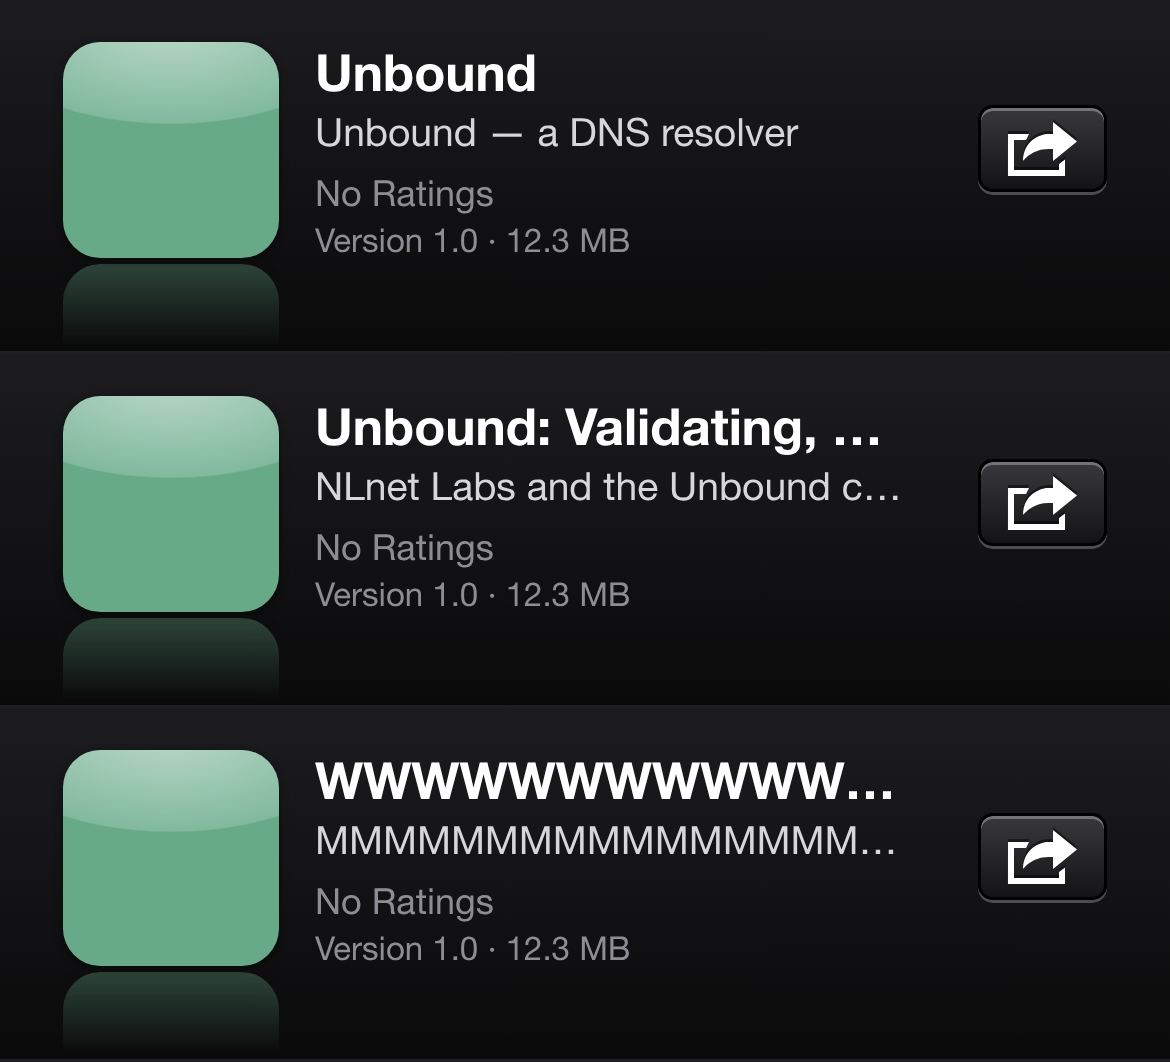 Unbound
Unbound — a DNS resolver
No Ratings
Version 1.0 · 12.3 MB
Unbound: Validating, …
NLnet Labs and the Unbound c…
No Ratings
Version 1.0 · 12.3 MB
WWWWWWWWWWW…
MMMMMMMMMMMMMMMM…
No Ratings
Version 1.0 · 12.3 MB